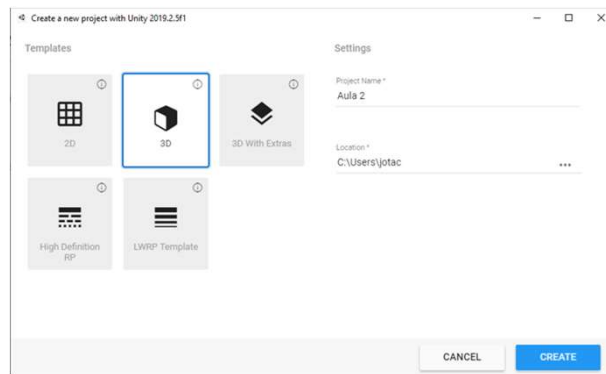 Create a new project with Unity 2019.2.5f1
Templates
2D
3D
3D With Extras
High Definition
RP
LWRP Template
Settings
Project Name *
Aula 2
Location *
C:\Users\jotac
CANCEL
CREATE